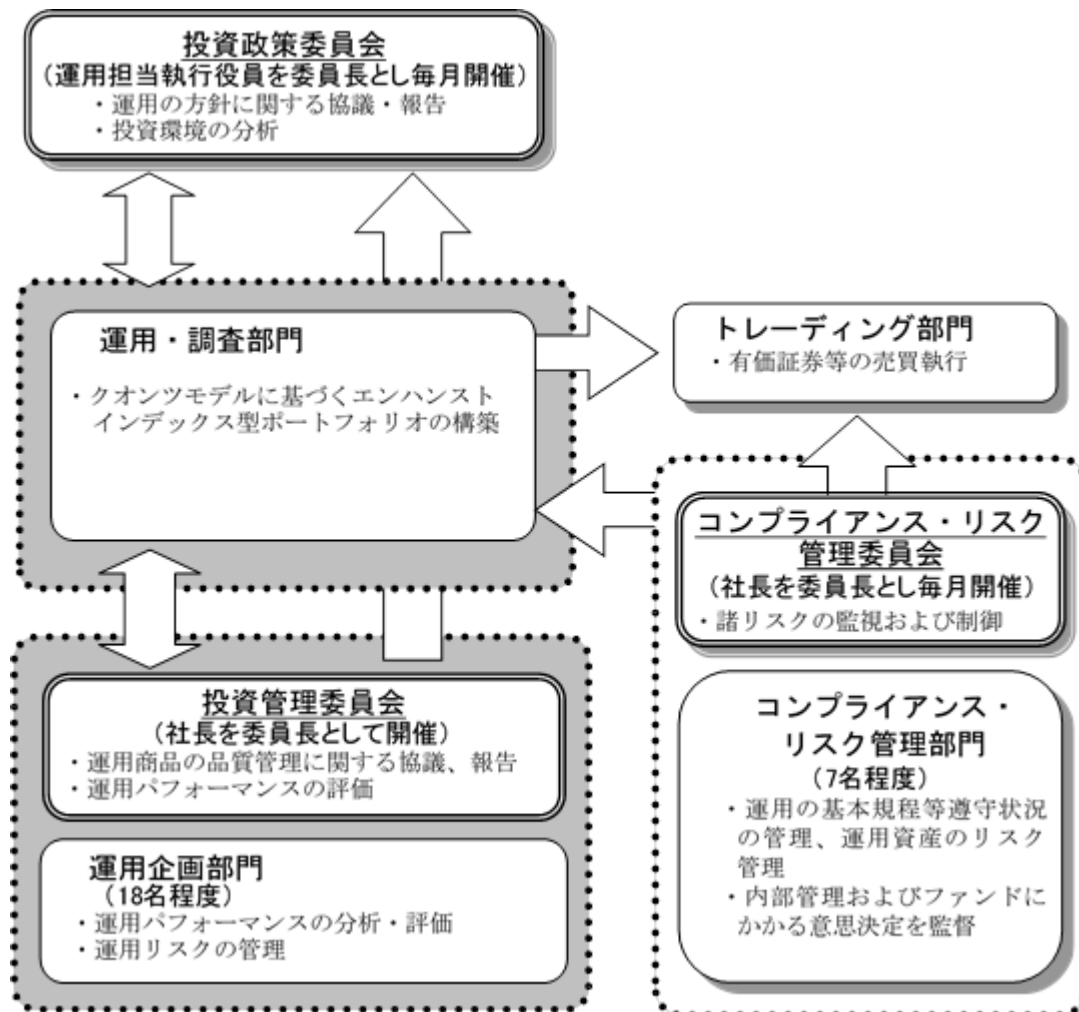 投資政策委員会
(運用担当執行役員を委員長とし毎月開催)
・運用の方針に関する協議・報告
・投資環境の分析
運用・調査部門
・クオンツモデルに基づくエンハンスト
インデックス型ポートフォリオの構築
トレーディング部門
・有価証券等の売買執行
コンプライアンス・リスク
管理委員会
(社長を委員長とし毎月開催)
・諸リスクの監視および制御
投資管理委員会
(社長を委員長として開催)
・運用商品の品質管理に関する協議、報告
・運用パフォーマンスの評価
運用企画部門
(18名程度)
・運用パフォーマンスの分析・評価
・運用リスクの管理
コンプライアンス・
リスク管理部門
(7名程度)
・運用の基本規程等遵守状況
の管理、運用資産のリスク
管理
・内部管理およびファンドに
かかる意思決定を監督